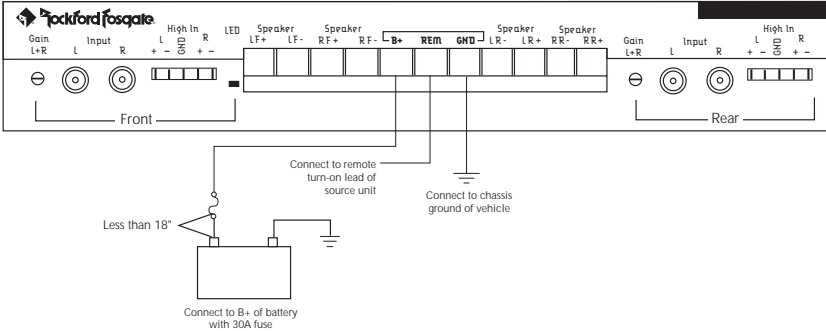 Rockford Fosgate
Gain
L+R
Input
L R
High In
L GND R
+ - + -
LED
Speaker
LF+ LF-
Speaker
RF+ RF-
B+ REM GND
Speaker
LR- LR+
Speaker
RR- RR+
Gain
L+R
Input
L R
High In
L GND R
+ - + -
Front
Rear
Connect to remote
turn-on lead of
source unit
Connect to chassis
ground of vehicle
Less than 18"
Connect to B+ of battery
with 30A fuse